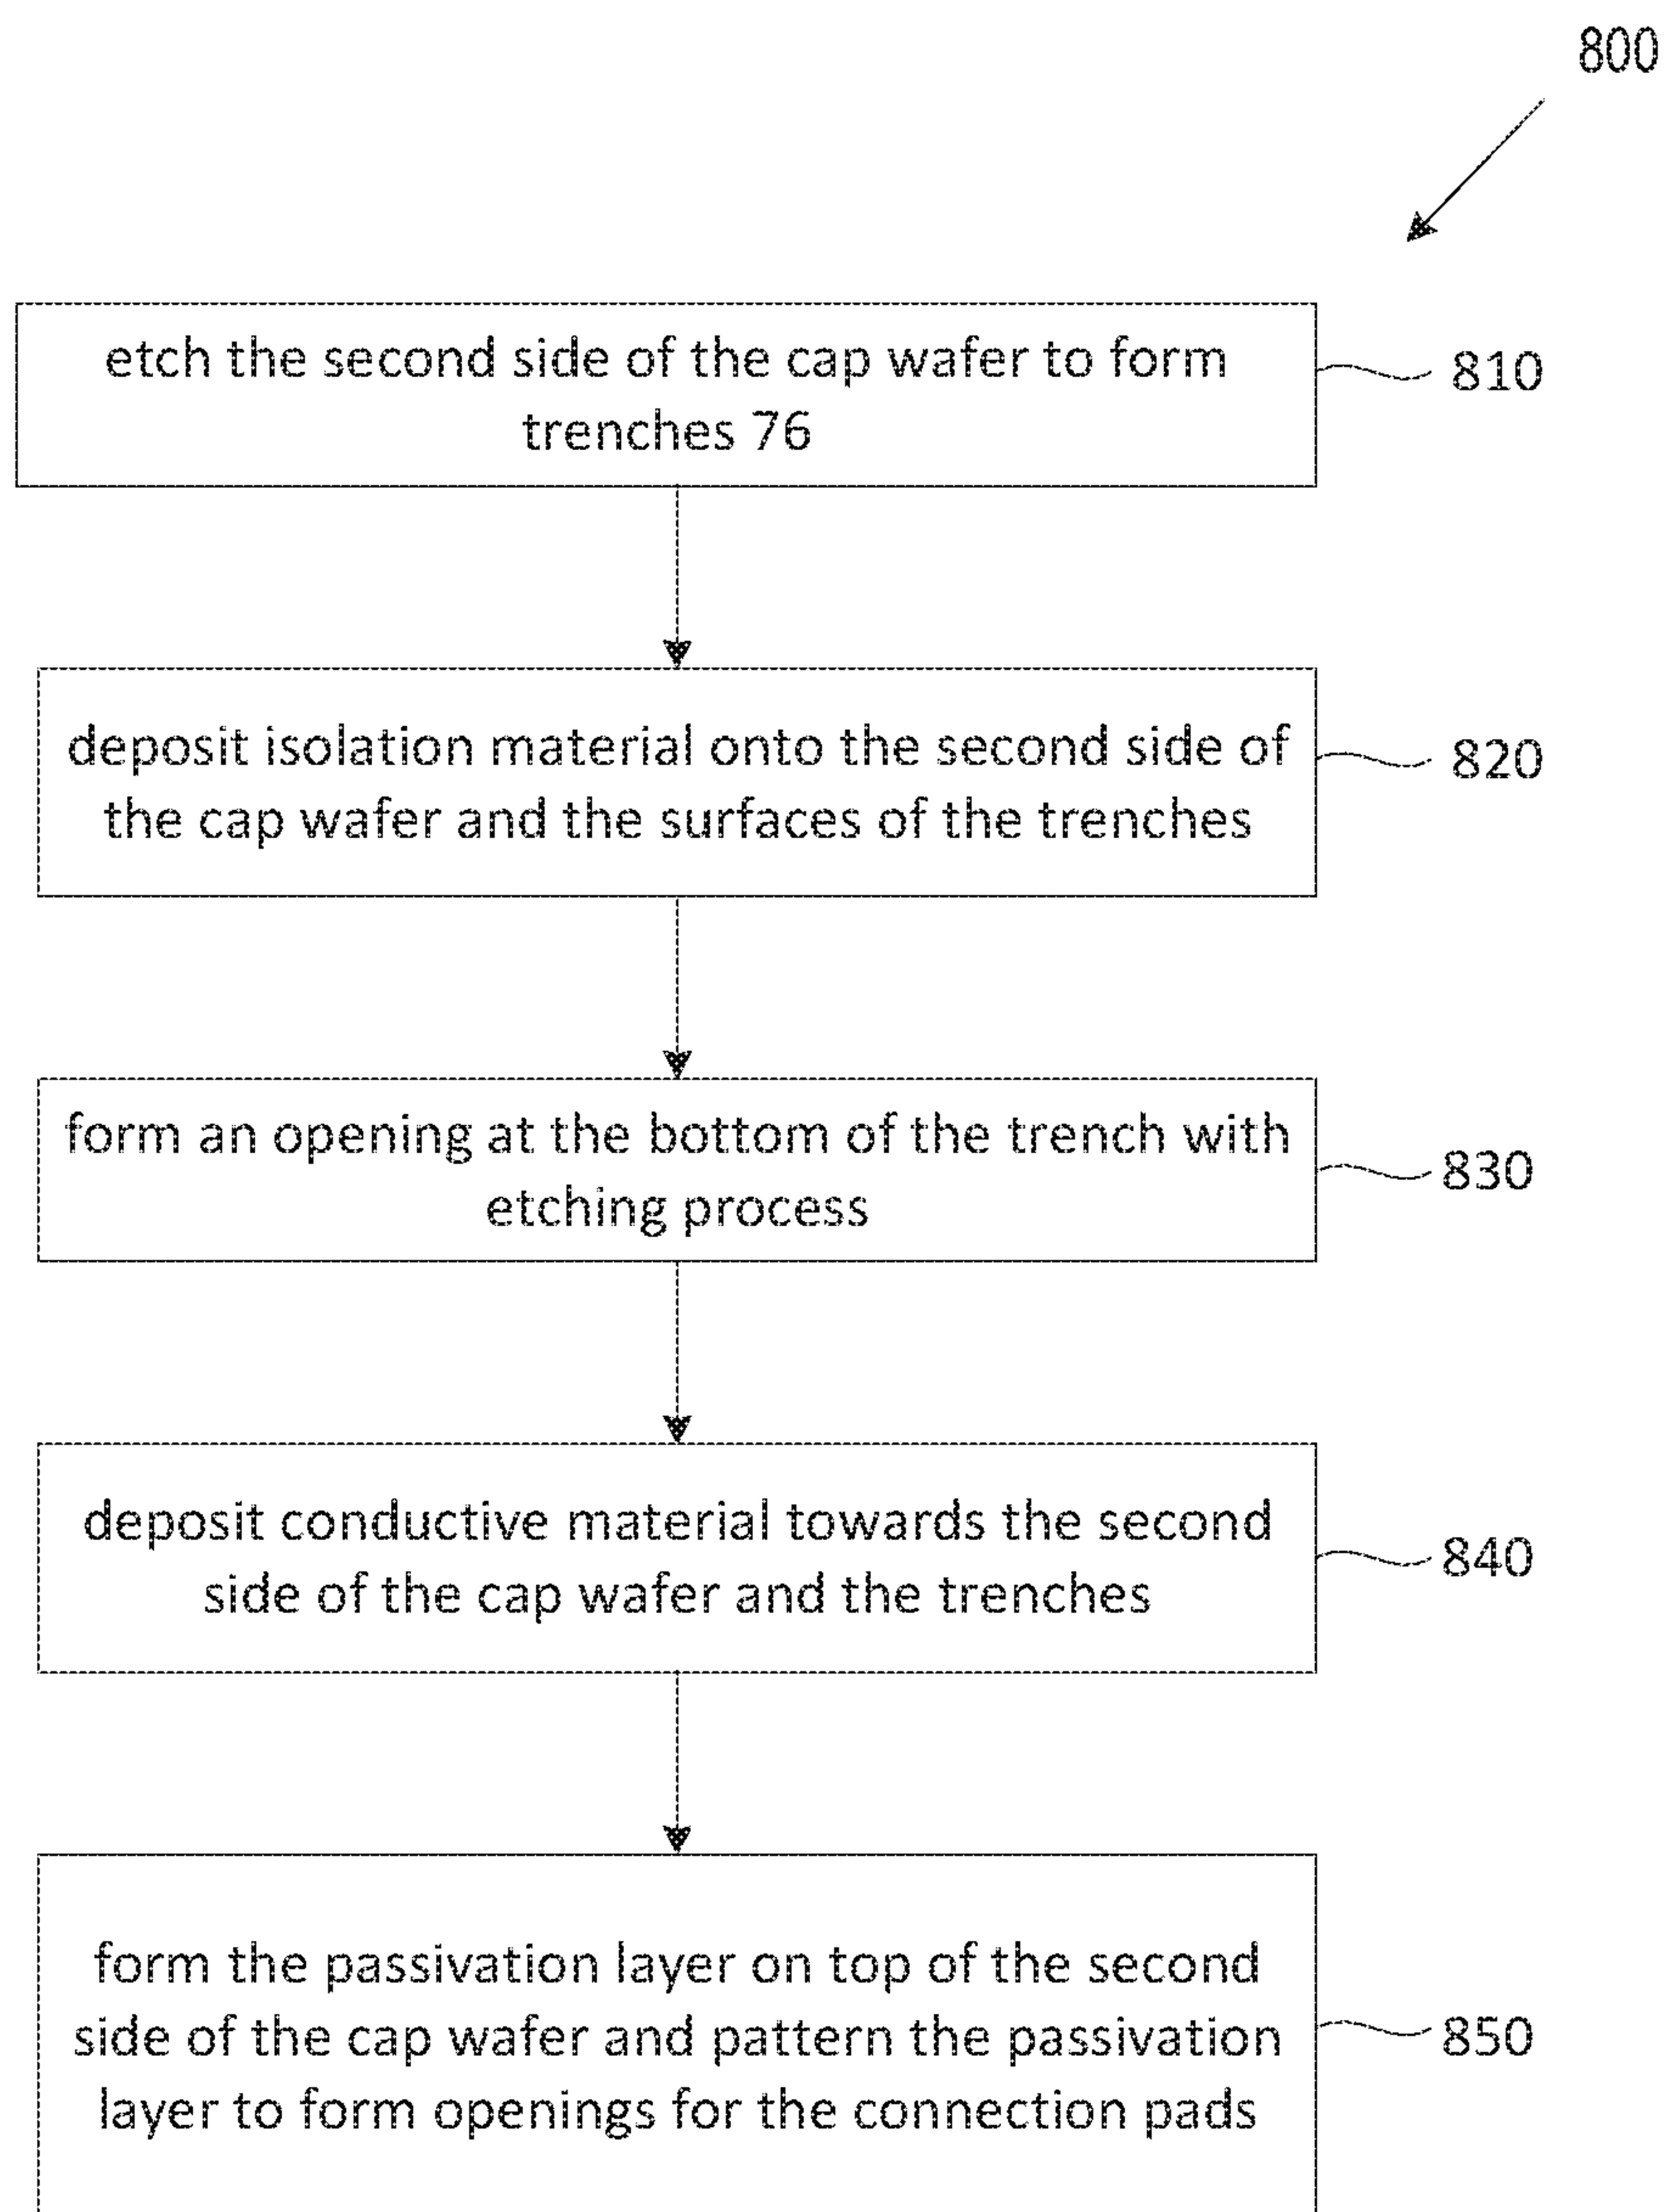 800
etch the second side of the cap wafer to form
trenches 76
810
deposit isolation material onto the second side of
the cap wafer and the surfaces of the trenches
820
form an opening at the bottom of the trench with
etching process
830
deposit conductive material towards the second
side of the cap wafer and the trenches
840
form the passivation layer on top of the second
side of the cap wafer and pattern the passivation
layer to form openings for the connection pads
850